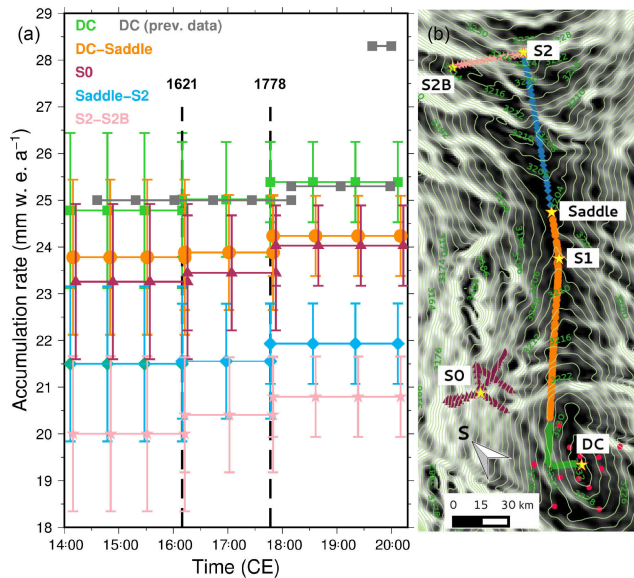 (a)
DC
DC (prev. data)
DC-Saddle
S0
Saddle-S2
S2-S2B
1621
1778
Accumulation rate (mm w. e. a⁻¹)
29
28
27
26
25
24
23
22
21
20
19
18
14:00 15:00 16:00 17:00 18:00 19:00 20:00
Time (CE)
(b)
S2
S2B
Saddle
S1
S0
DC
S
0 15 30 km